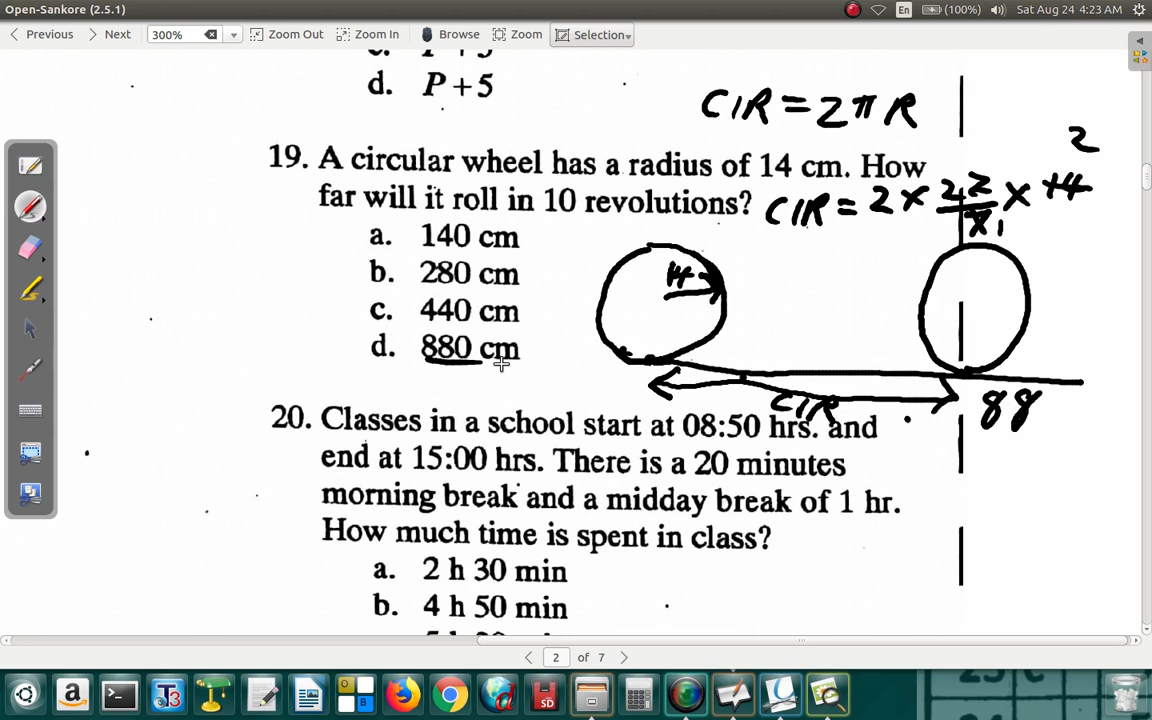 Open-Sankore (2.5.1)
En
(100%)
Sat Aug 24 4:23 AM
Previous
Next
300%
Zoom Out
Zoom In
Browse
Zoom
Selection
d. P + 5
CIR = 2πR
19. A circular wheel has a radius of 14 cm. How
far will it roll in 10 revolutions?
2
CIR = 2 × 22/7 × 14
1
a. 140 cm
b. 280 cm
c. 440 cm
d. 880 cm
14
CIR
88
20. Classes in a school start at 08:50 hrs. and
end at 15:00 hrs. There is a 20 minutes
morning break and a midday break of 1 hr.
How much time is spent in class?
a. 2 h 30 min
b. 4 h 50 min
2 of 7